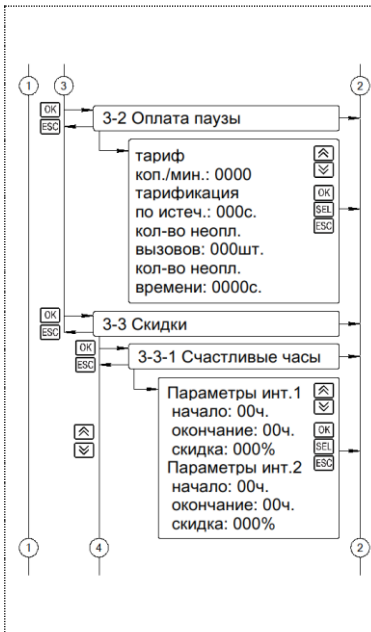 1 3 2
OK
ESC
3-2 Оплата паузы
тариф
коп./мин.: 0000
тарификация
по истеч.: 000с.
кол-во неопл.
вызовов: 000шт.
кол-во неопл.
времени: 0000с.
OK
SEL
ESC
OK
ESC
3-3 Скидки
OK
ESC
3-3-1 Счастливые часы
Параметры инт.1
начало: 00ч.
окончание: 00ч.
скидка: 000%
Параметры инт.2
начало: 00ч.
окончание: 00ч.
скидка: 000%
OK
SEL
ESC
1 4 2